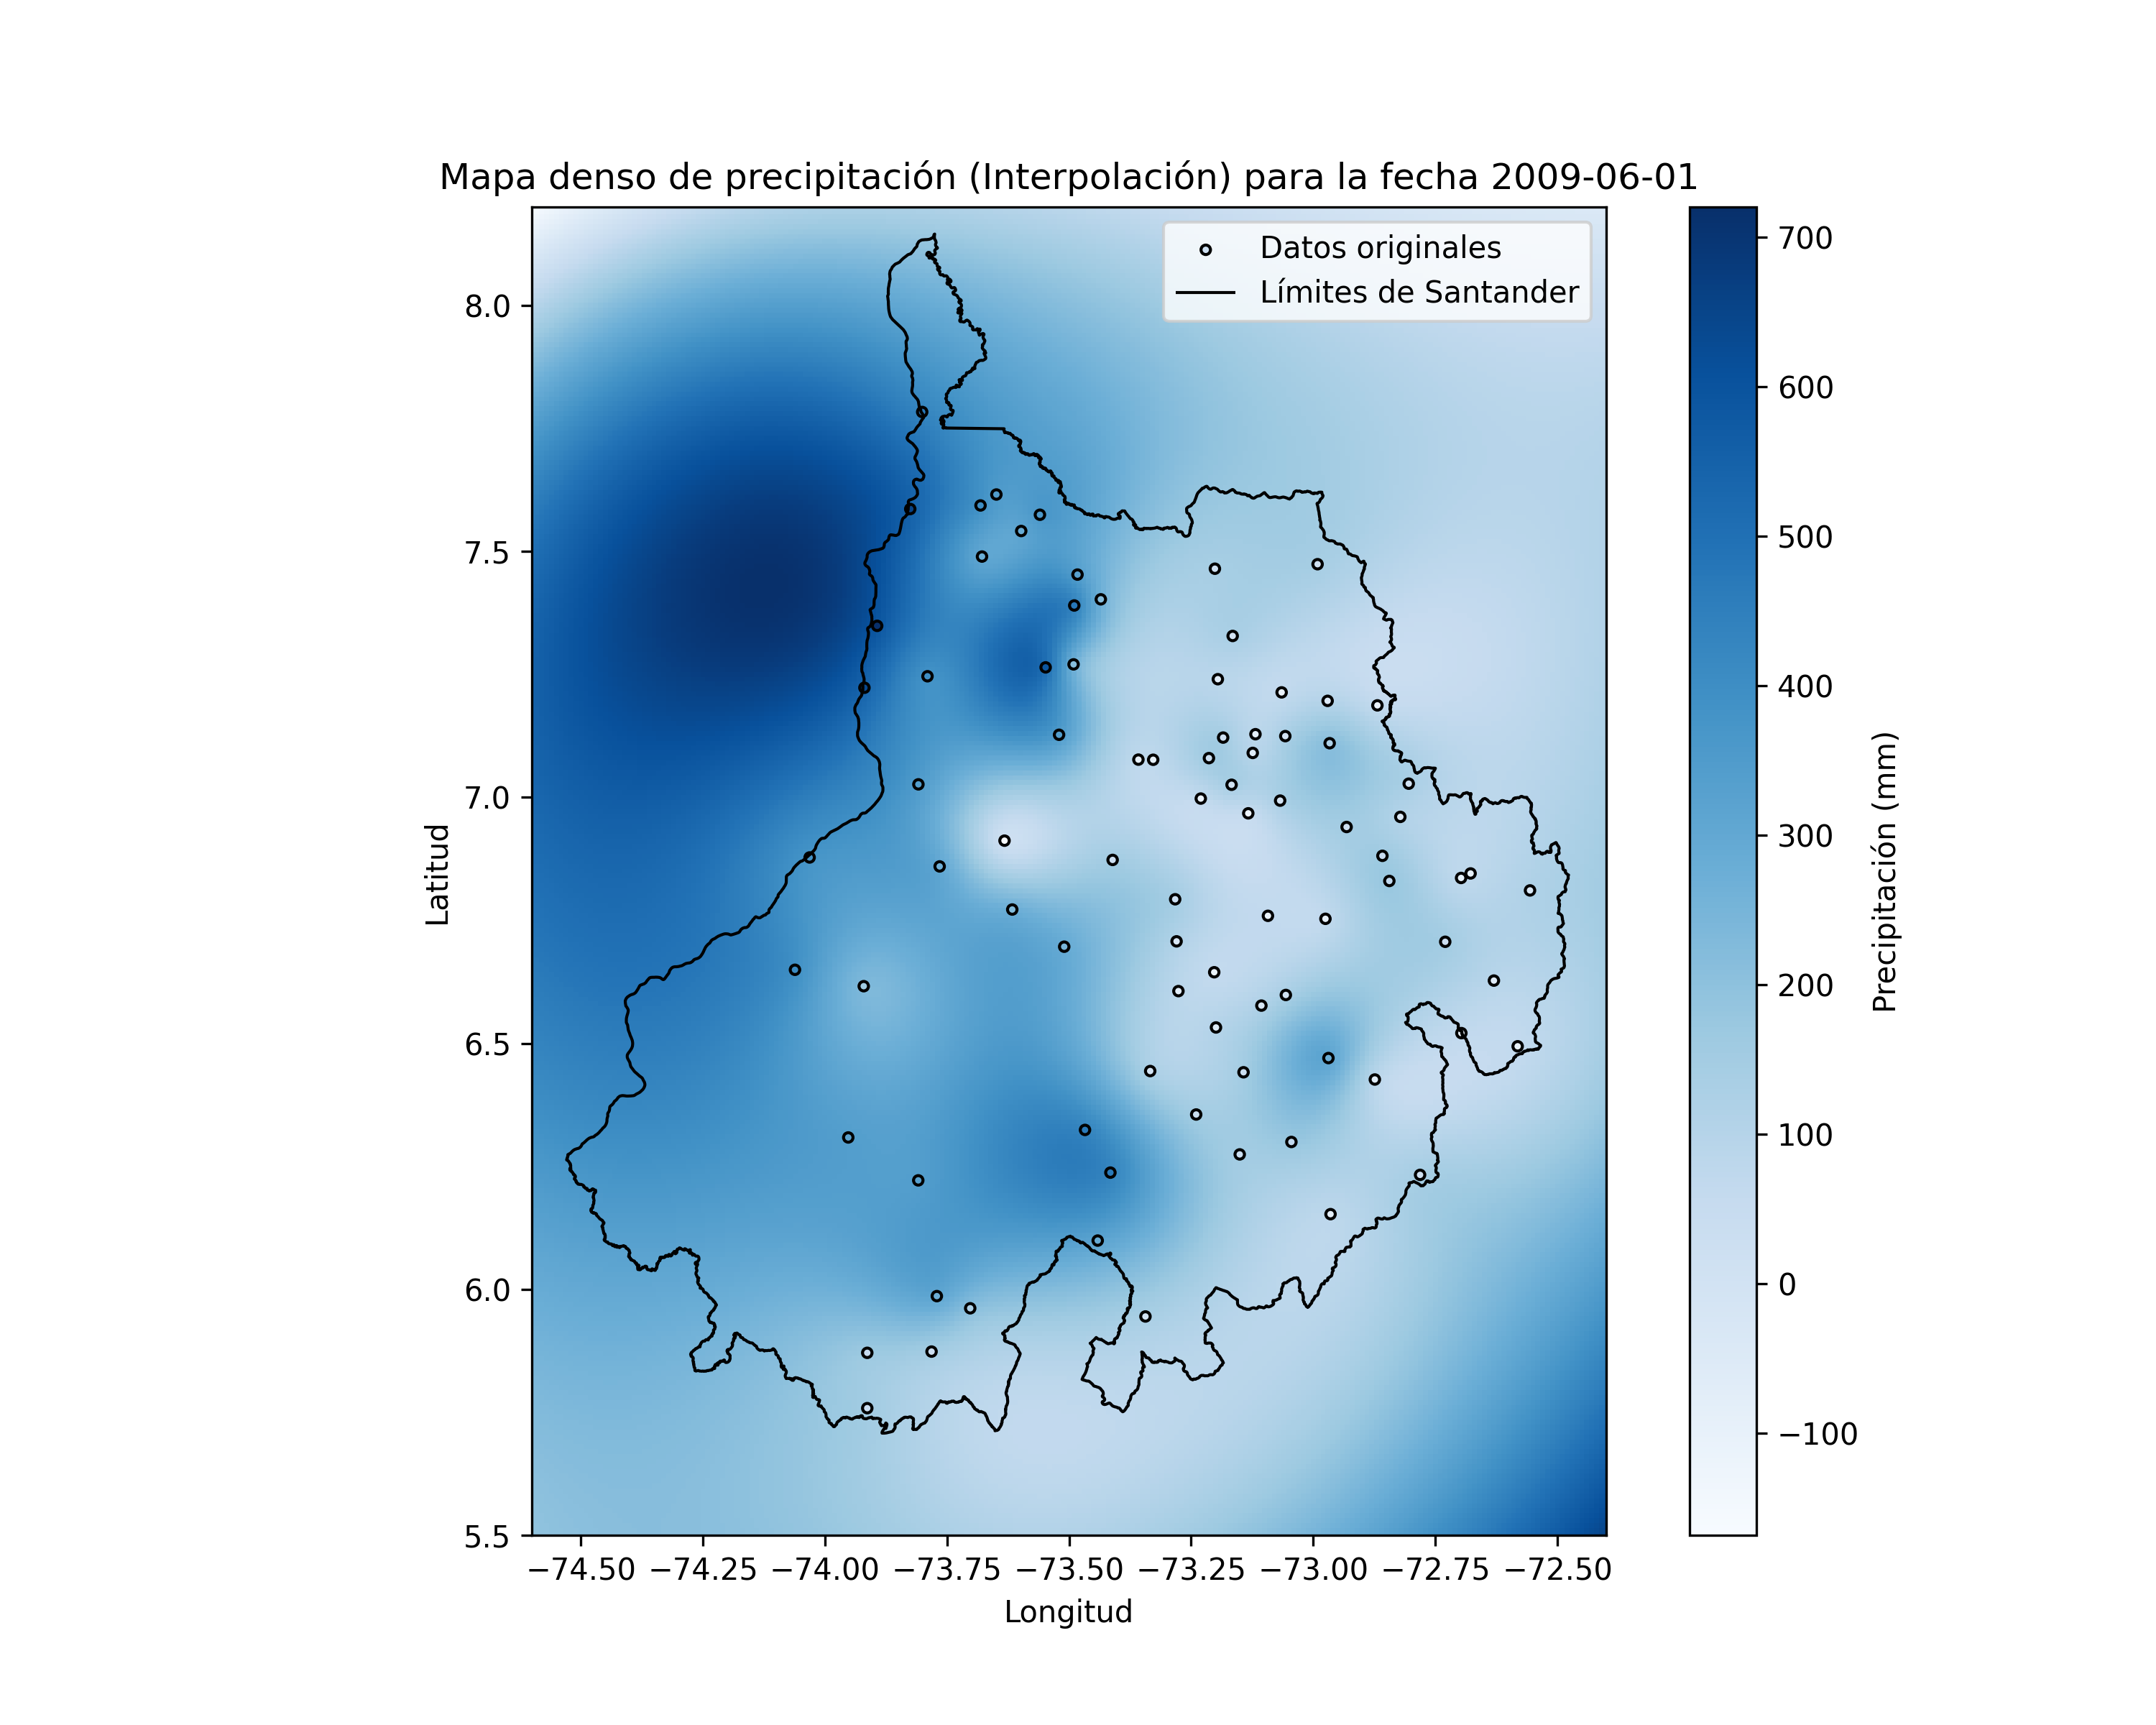 Mapa denso de precipitación (Interpolación) para la fecha 2009-06-01
Datos originales
Límites de Santander
8.0
7.5
7.0
6.5
6.0
5.5
Latitud
−74.50 −74.25 −74.00 −73.75 −73.50 −73.25 −73.00 −72.75 −72.50
Longitud
700
600
500
400
300
200
100
0
−100
Precipitación (mm)